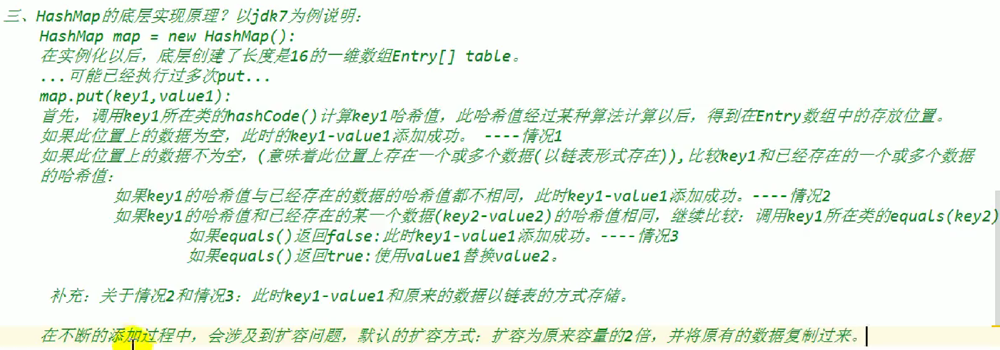 三、HashMap的底层实现原理？以jdk7为例说明：
HashMap map = new HashMap():
在实例化以后，底层创建了长度是16的一维数组Entry[] table。
...可能已经执行过多次put...
map.put(key1,value1):
首先，调用key1所在类的hashCode()计算key1哈希值，此哈希值经过某种算法计算以后，得到在Entry数组中的存放位置。
如果此位置上的数据为空，此时的key1-value1添加成功。 ----情况1
如果此位置上的数据不为空，(意味着此位置上存在一个或多个数据(以链表形式存在)),比较key1和已经存在的一个或多个数据
的哈希值：
如果key1的哈希值与已经存在的数据的哈希值都不相同，此时key1-value1添加成功。----情况2
如果key1的哈希值和已经存在的某一个数据(key2-value2)的哈希值相同，继续比较：调用key1所在类的equals(key2)
如果equals()返回false:此时key1-value1添加成功。----情况3
如果equals()返回true:使用value1替换value2。
补充：关于情况2和情况3：此时key1-value1和原来的数据以链表的方式存储。
在不断的添加过程中，会涉及到扩容问题，默认的扩容方式：扩容为原来容量的2倍，并将原有的数据复制过来。